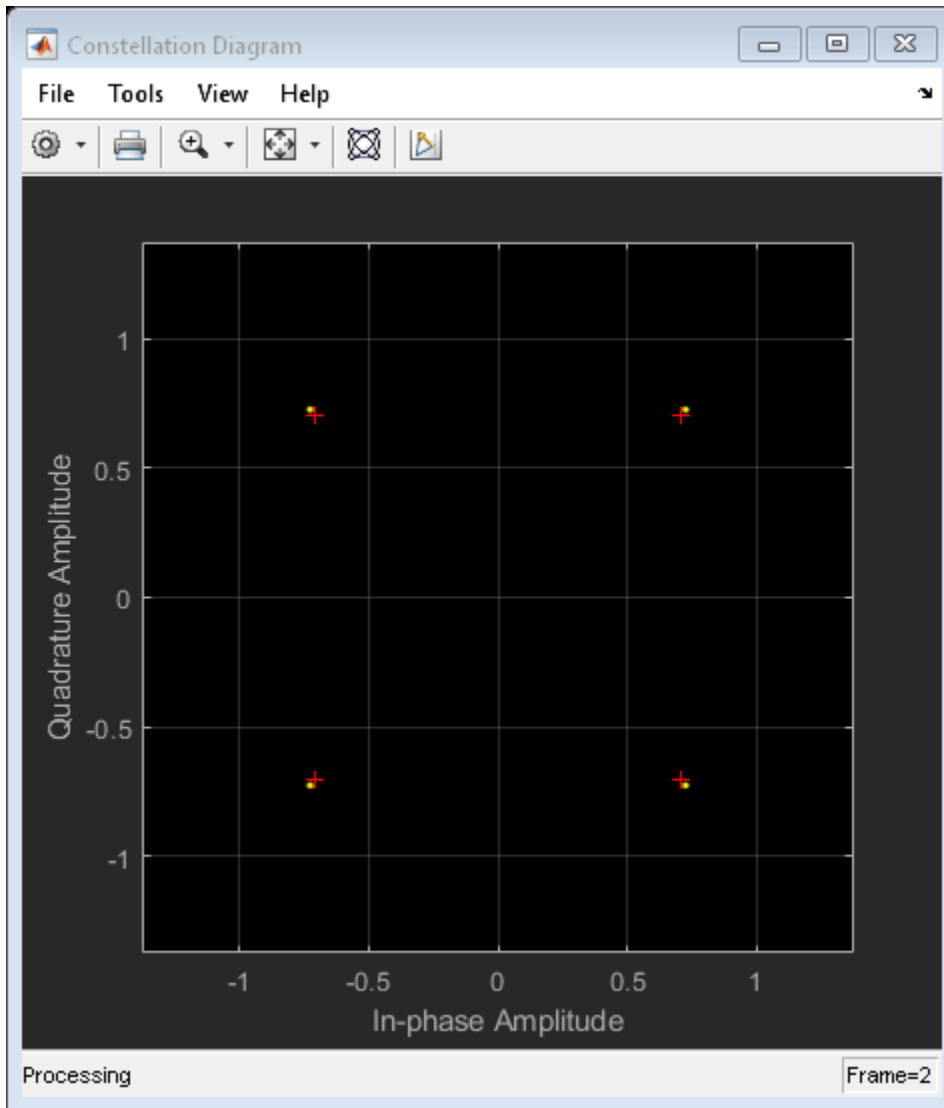 Constellation Diagram
File Tools View Help
1
0.5
0
-0.5
-1
Quadrature Amplitude
-1 -0.5 0 0.5 1
In-phase Amplitude
Processing Frame=2